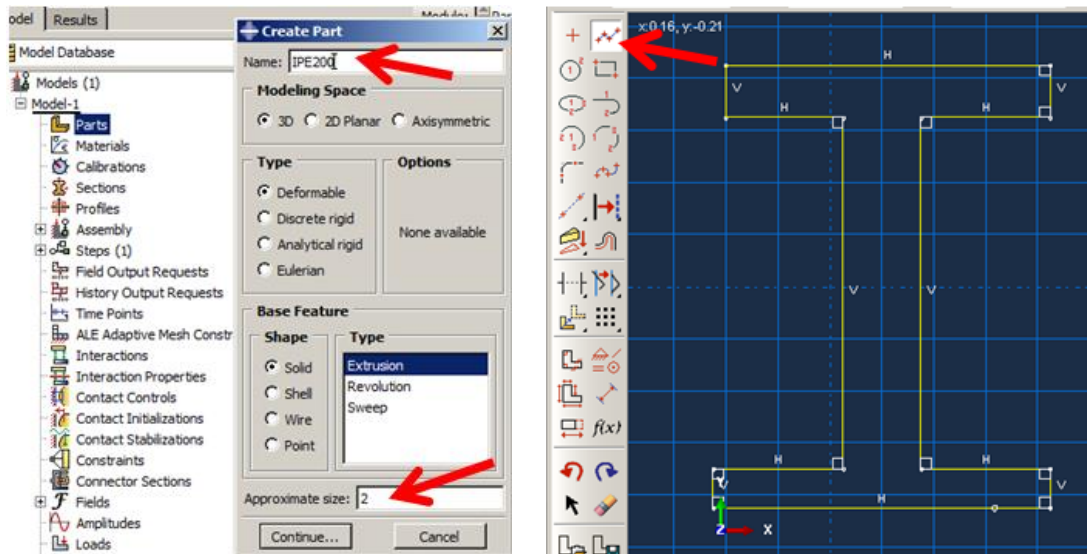 odel
Results
Module:
Model Database
Models (1)
Model-1
Parts
Materials
Calibrations
Sections
Profiles
Assembly
Steps (1)
Field Output Requests
History Output Requests
Time Points
ALE Adaptive Mesh Constr
Interactions
Interaction Properties
Contact Controls
Contact Initializations
Contact Stabilizations
Constraints
Connector Sections
Fields
Amplitudes
Loads
Create Part
X
Name: IPE200
Modeling Space
3D 2D Planar Axisymmetric
Type
Deformable
Discrete rigid
Analytical rigid
Eulerian
Options
None available
Base Feature
Shape
Solid
Shell
Wire
Point
Type
Extrusion
Revolution
Sweep
Approximate size: 2
Continue... Cancel
x:0.16, y:-0.21
H
V V
H H
V V
H H
V V
H
f(x)
Y
Z X